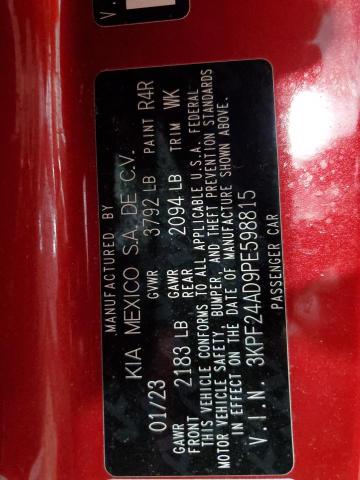 V.
MANUFACTURED BY
KIA MEXICO S.A. DE C.V.
01/23 GVWR 3792 LB PAINT R4R
GAWR FRONT 2183 LB GAWR REAR 2094 LB TRIM WK
THIS VEHICLE CONFORMS TO ALL APPLICABLE U.S.A. FEDERAL
MOTOR VEHICLE SAFETY, BUMPER, AND THEFT PREVENTION STANDARDS
IN EFFECT ON THE DATE OF MANUFACTURE SHOWN ABOVE.
V.I.N. 3KPF24AD9PE598815
PASSENGER CAR